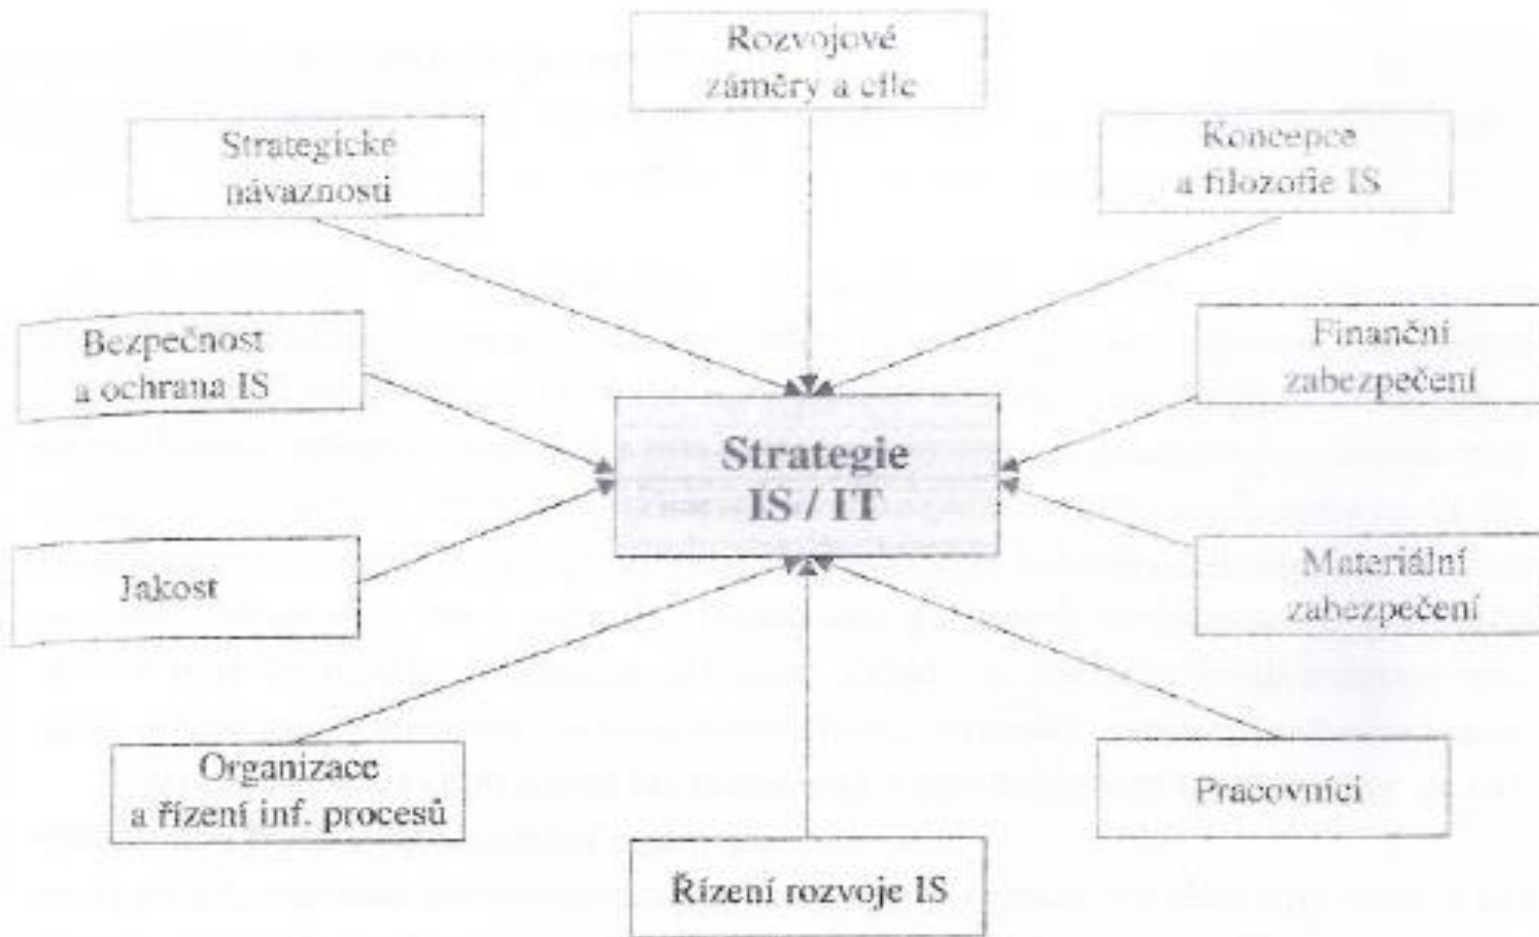 Rozvojové
záměry a cíle
Strategické
návaznosti
Koncepce
a filozofie IS
Bezpečnost
a ochrana IS
Finanční
zabezpečení
Strategie
IS / IT
Jakost
Materiální
zabezpečení
Organizace
a řízení inf. procesů
Pracovníci
Řízení rozvoje IS